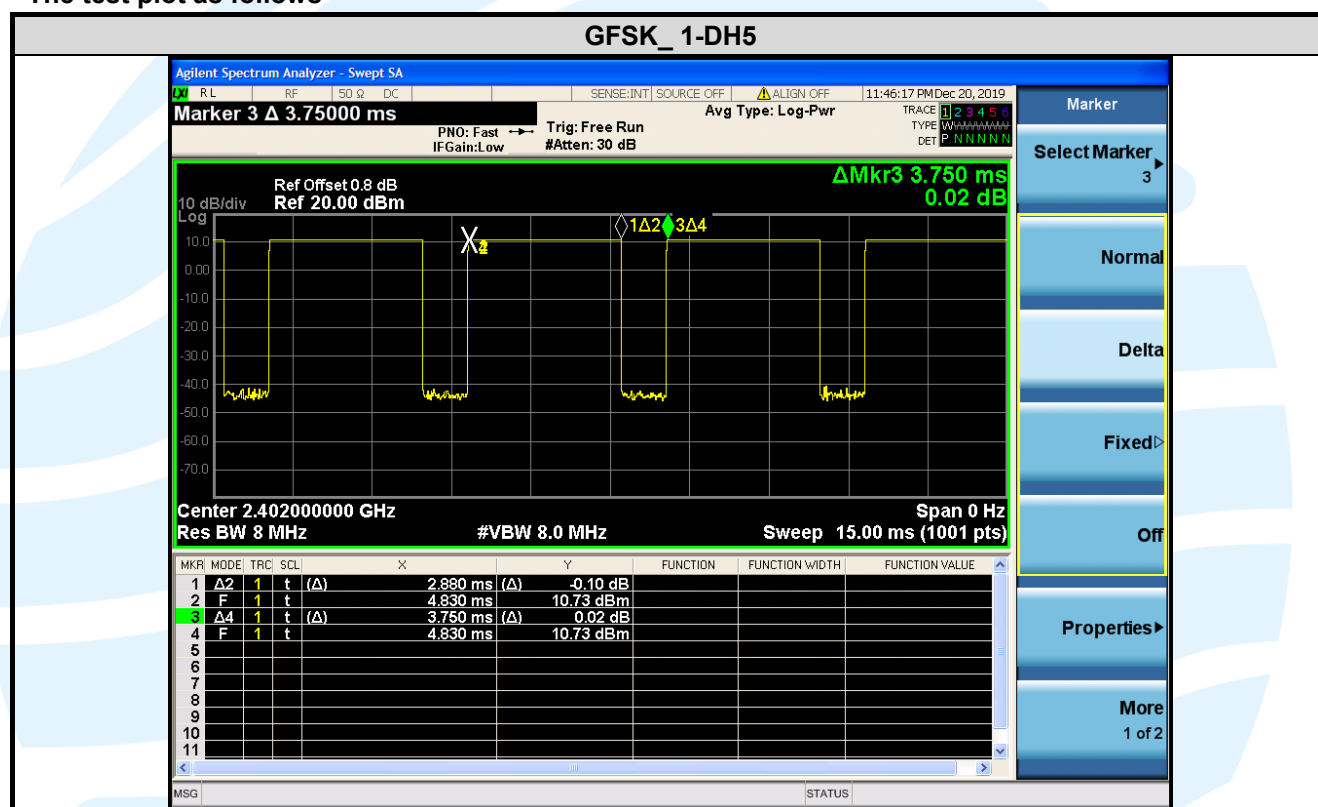 The test plot as follows
GFSK_ 1-DH5
Agilent Spectrum Analyzer - Swept SA
LXI RL RF 50 Ω DC SENSE:INT SOURCE OFF ALIGN OFF 11:46:17 PM Dec 20, 2019
Marker 3 Δ 3.75000 ms
PNO: Fast
IFGain:Low
Trig: Free Run
#Atten: 30 dB
Avg Type: Log-Pwr
TRACE 1 2 3 4 5 6
TYPE WWWWWW
DET P N N N N N
ΔMkr3 3.750 ms
0.02 dB
Ref Offset 0.8 dB
10 dB/div Ref 20.00 dBm
Log
1Δ2 3Δ4
10.0
0.00
-10.0
-20.0
-30.0
-40.0
-50.0
-60.0
-70.0
Center 2.402000000 GHz Span 0 Hz
Res BW 8 MHz #VBW 8.0 MHz Sweep 15.00 ms (1001 pts)
MKR MODE TRC SCL X Y FUNCTION FUNCTION WIDTH FUNCTION VALUE
1 Δ2 1 t (Δ) 2.880 ms (Δ) -0.10 dB
2 F 1 t 4.830 ms 10.73 dBm
3 Δ4 1 t (Δ) 3.750 ms (Δ) 0.02 dB
4 F 1 t 4.830 ms 10.73 dBm
5
6
7
8
9
10
11
MSG STATUS
Marker
Select Marker
3
Normal
Delta
Fixed
Off
Properties
More
1 of 2